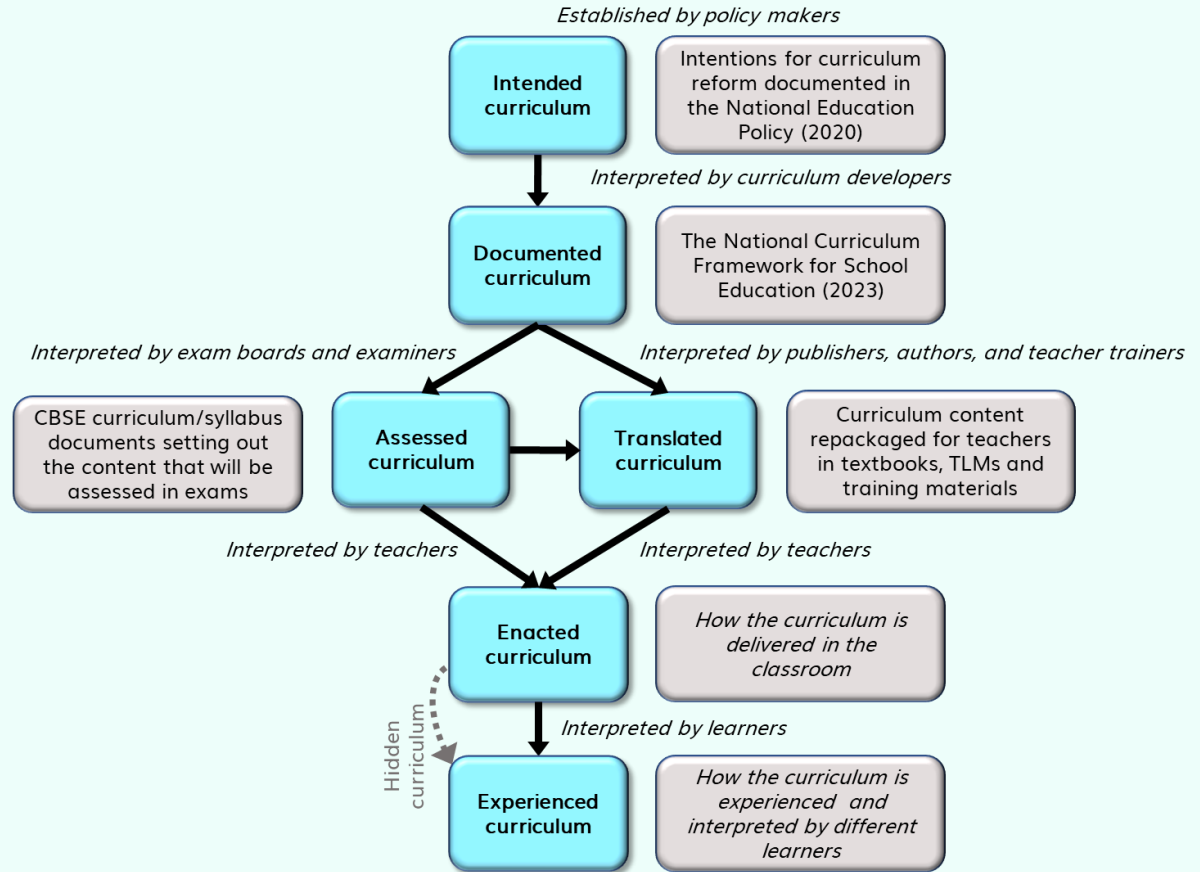 Established by policy makers
Intended
curriculum
Intentions for curriculum
reform documented in
the National Education
Policy (2020)
Interpreted by curriculum developers
Documented
curriculum
The National Curriculum
Framework for School
Education (2023)
Interpreted by exam boards and examiners
Interpreted by publishers, authors, and teacher trainers
CBSE curriculum/syllabus
documents setting out
the content that will be
assessed in exams
Assessed
curriculum
Translated
curriculum
Curriculum content
repackaged for teachers
in textbooks, TLMs and
training materials
Interpreted by teachers
Interpreted by teachers
Enacted
curriculum
How the curriculum is
delivered in the
classroom
Hidden
curriculum
Interpreted by learners
Experienced
curriculum
How the curriculum is
experienced and
interpreted by different
learners